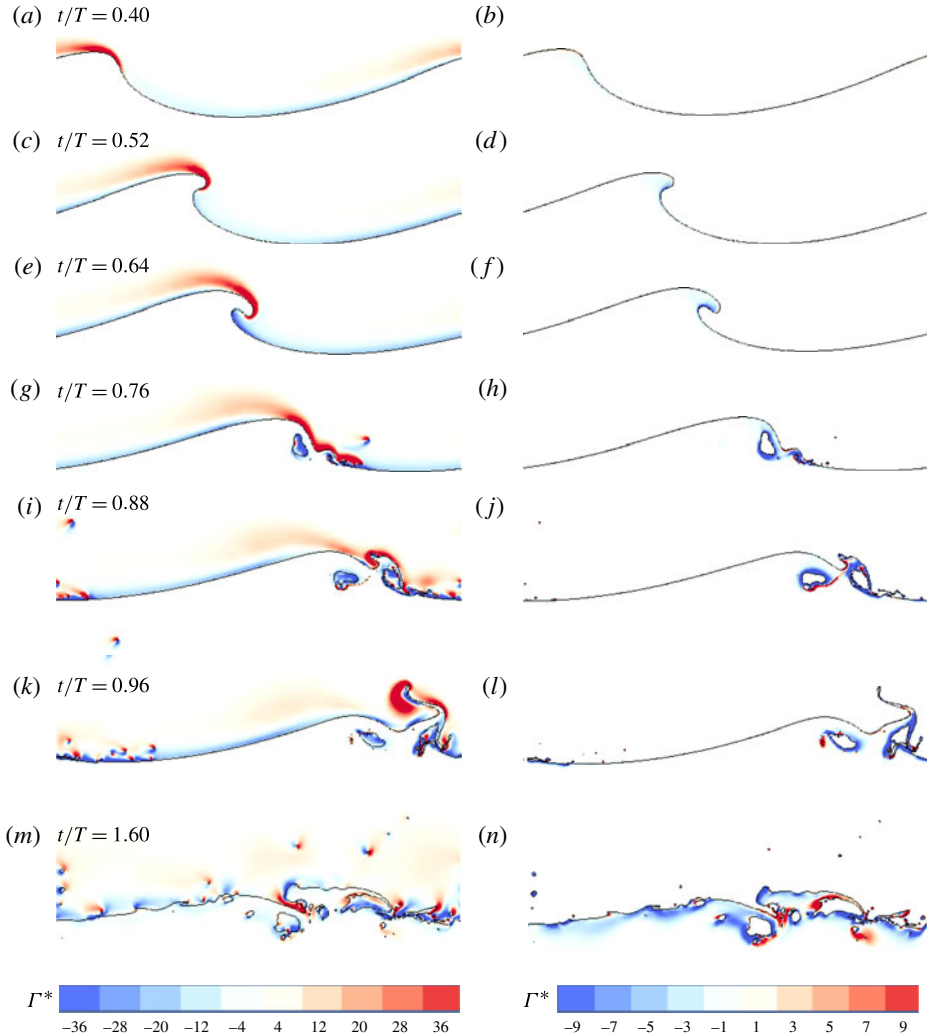 (a) t/T = 0.40 (b)
(c) t/T = 0.52 (d)
(e) t/T = 0.64 (f)
(g) t/T = 0.76 (h)
(i) t/T = 0.88 (j)
(k) t/T = 0.96 (l)
(m) t/T = 1.60 (n)
Γ* Γ*
–36 –28 –20 –12 –4 4 12 20 28 36 –9 –7 –5 –3 –1 1 3 5 7 9